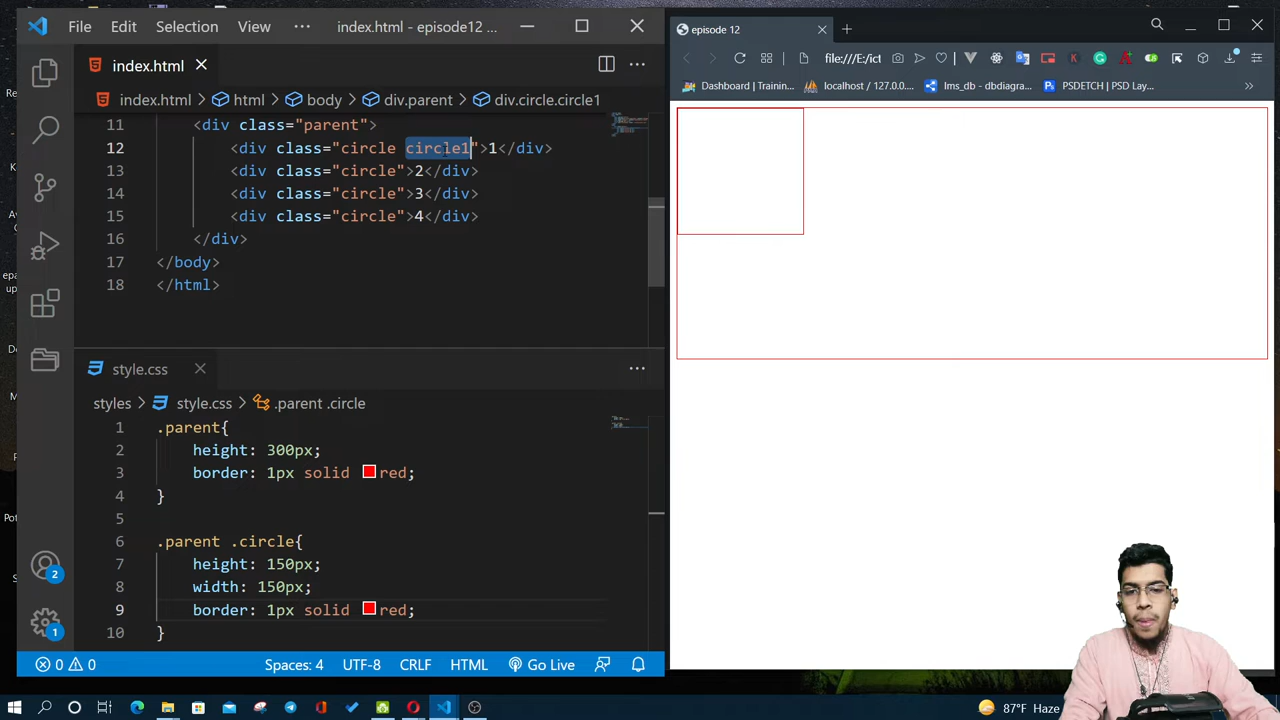 File Edit Selection View index.html - episode12 ...
index.html
index.html > html > body > div.parent > div.circle.circle1
11 <div class="parent">
12 <div class="circle circle1">1</div>
13 <div class="circle">2</div>
14 <div class="circle">3</div>
15 <div class="circle">4</div>
16 </div>
17 </body>
18 </html>
style.css
styles > style.css > .parent .circle
1 .parent{
2 height: 300px;
3 border: 1px solid red;
4 }
5
6 .parent .circle{
7 height: 150px;
8 width: 150px;
9 border: 1px solid red;
10 }
2
1
0 0 Spaces: 4 UTF-8 CRLF HTML Go Live
episode 12
file:///E:/ict
Dashboard | Trainin... localhost / 127.0.0.... lms_db - dbdiagra... PSDETCH | PSD Lay...
87°F Haze